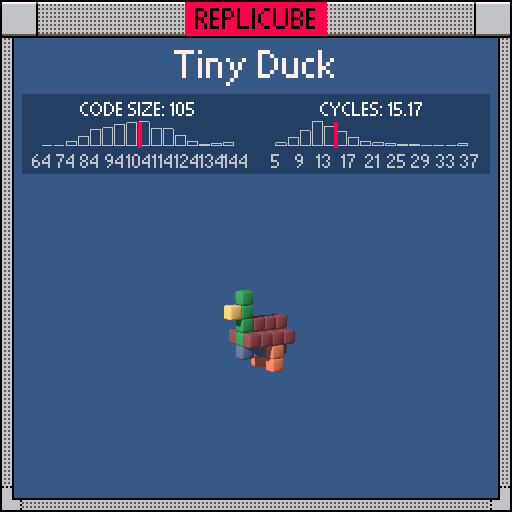 REPLICUBE
Tiny Duck
CODE SIZE: 105 CYCLES: 15.17
64 74 84 94104114124134144 5 9 13 17 21 25 29 33 37